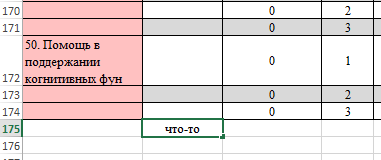 170 0 2
171 0 3
50. Помощь в
поддержании
172 когнитивных фун 0 1
173 0 2
174 0 3
175 что-то
176